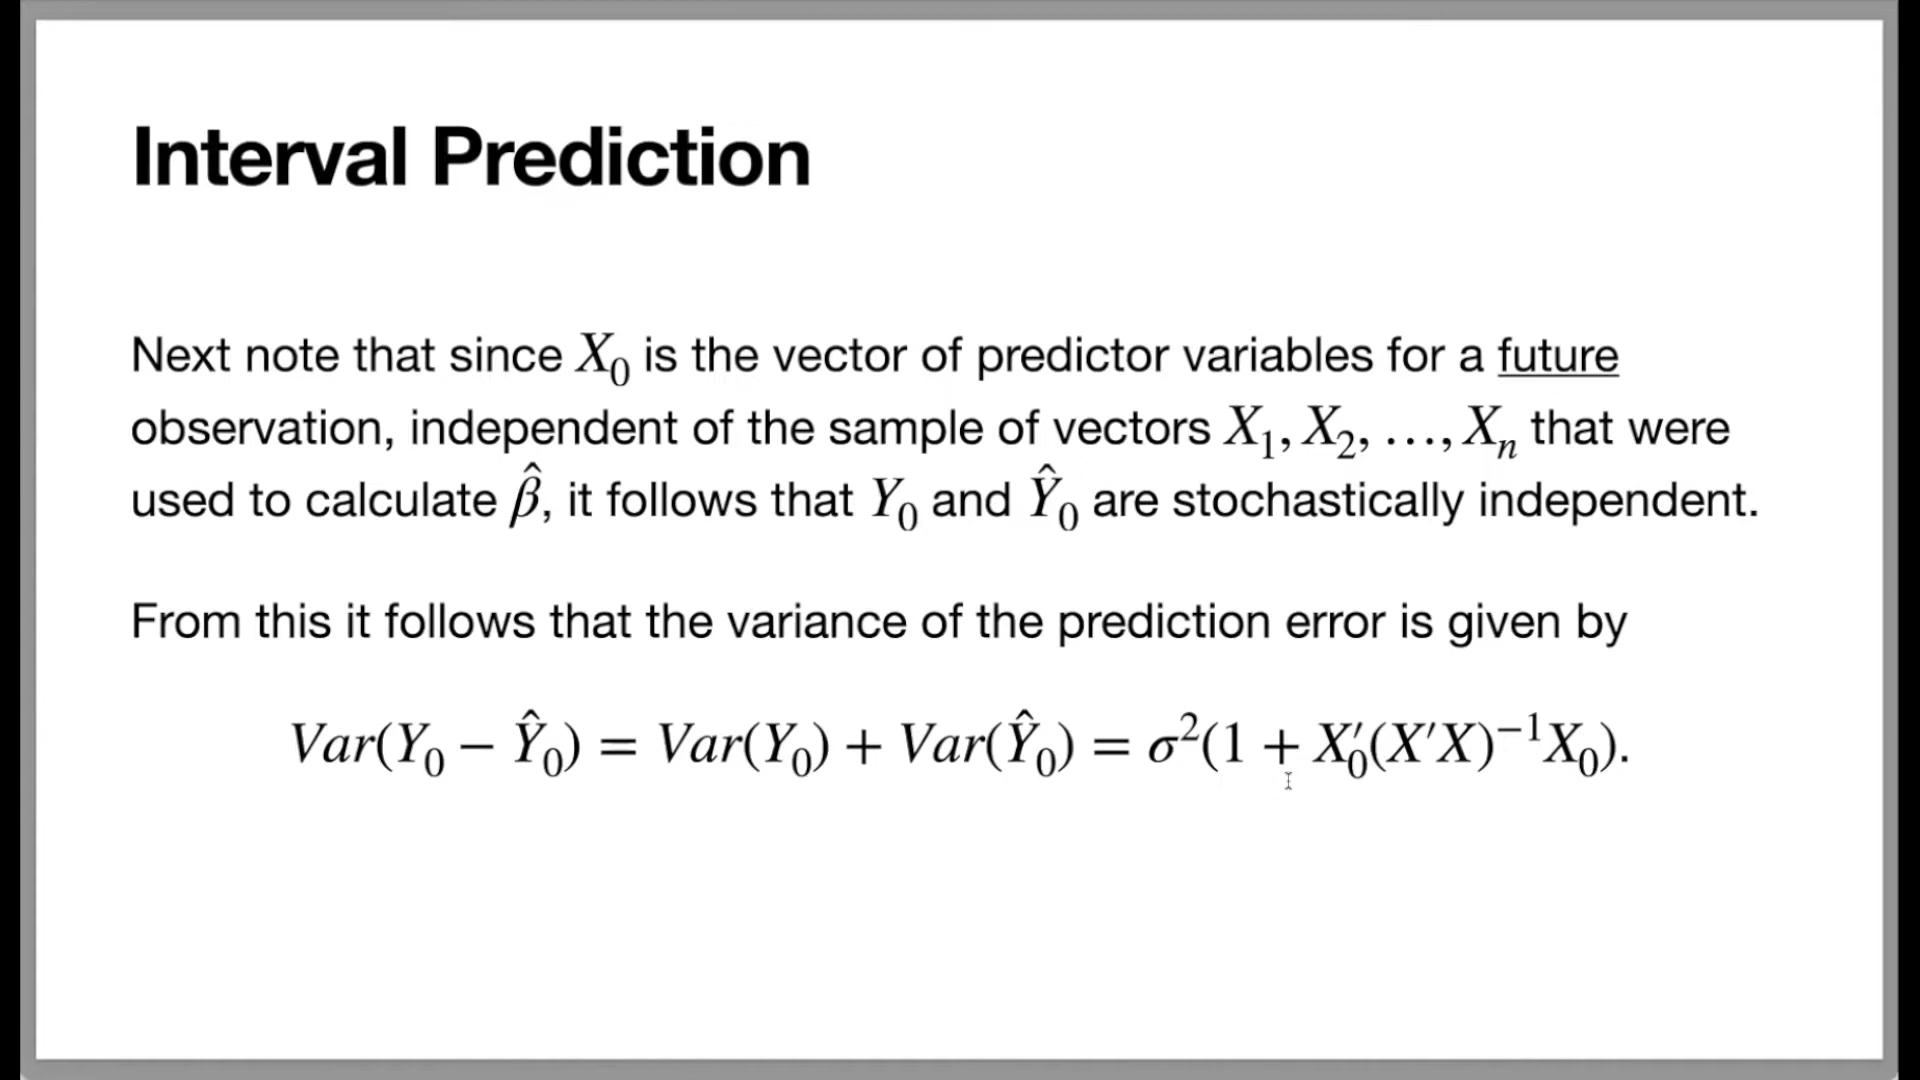 Interval Prediction
Next note that since X₀ is the vector of predictor variables for a future
observation, independent of the sample of vectors X₁, X₂, …, Xₙ that were
used to calculate β̂, it follows that Y₀ and Ŷ₀ are stochastically independent.
From this it follows that the variance of the prediction error is given by
Var(Y₀ − Ŷ₀) = Var(Y₀) + Var(Ŷ₀) = σ²(1 + X₀′(X′X)⁻¹X₀).